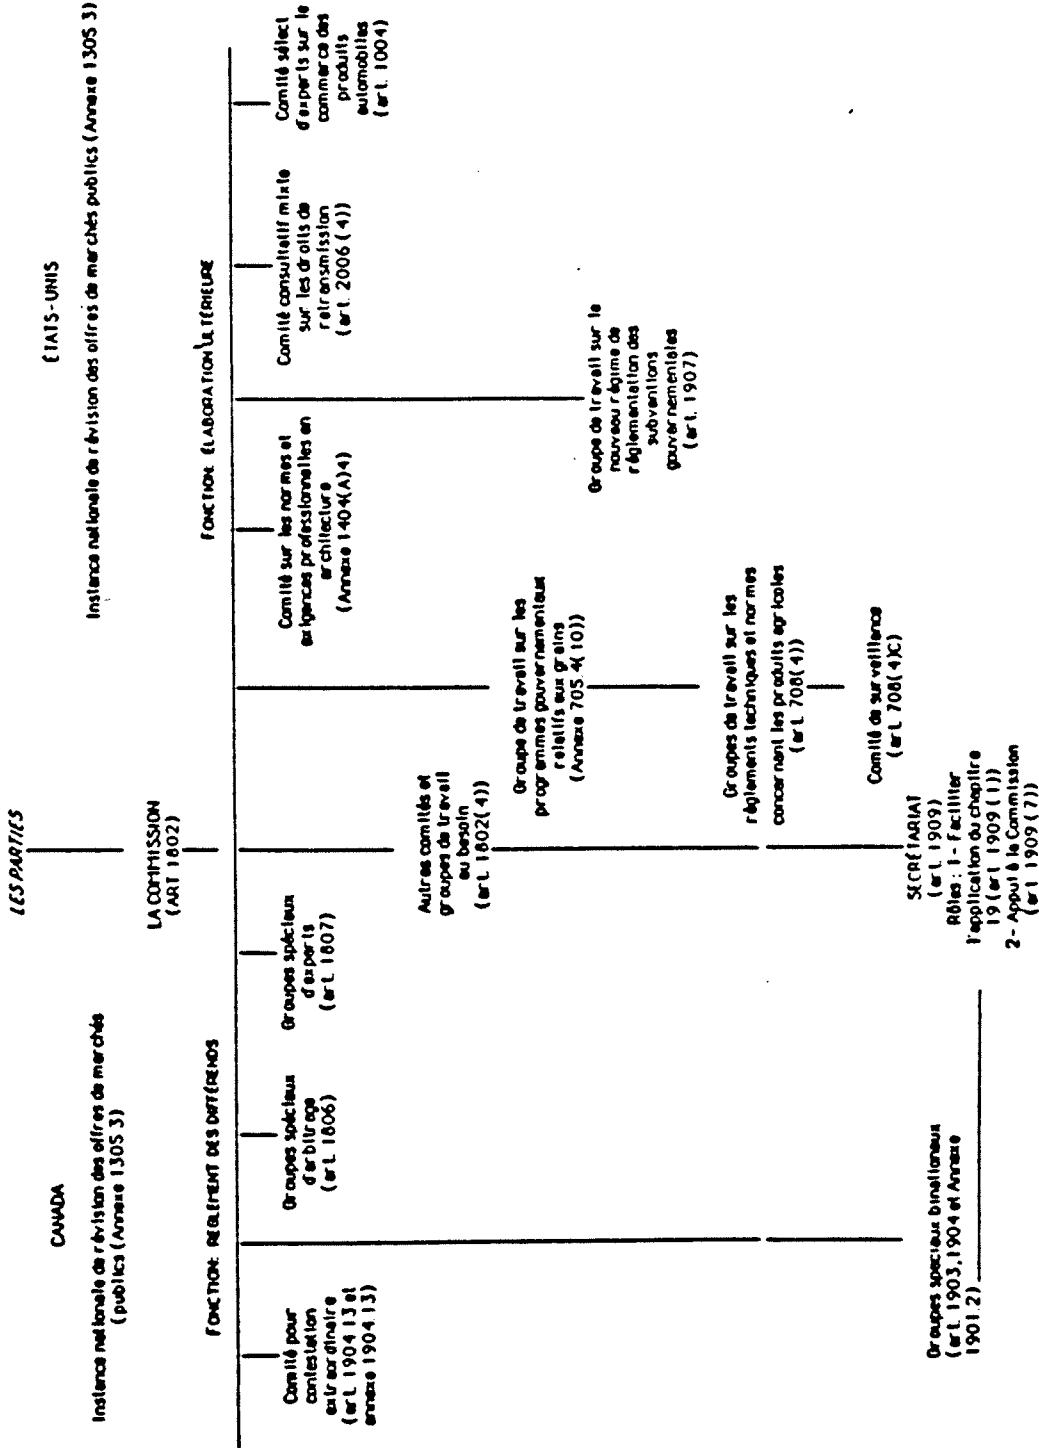 LES PARTIES
CANADA
Instance nationale de révision des offres de marchés
(publics (Annexe 1305 3)
ÉTATS-UNIS
Instance nationale de révision des offres de marchés publics (Annexe 1305 3)
LA COMMISSION
(ART 1802)
FONCTION: RÈGLEMENT DES DIFFÉRENDS
FONCTION: ÉLABORATION ULTÉRIEURE
Comité pour
contestation
extraordinaire
(art. 1904 13 et
annexe 1904.13)
Groupes spéciaux
d'arbitrage
(art. 1806)
Groupes spéciaux
d'experts
(art. 1807)
Comité sur les normes et
exigences professionnelles en
architecture
(Annexe 1404(A)4)
Comité consultatif mixte
sur les droits de
retransmission
(art. 2006 (4))
Comité sélect
d'experts sur le
commerce des
produits
automobiles
(art. 1004)
Autres comités et
groupes de travail
au besoin
(art. 1802(4))
Groupe de travail sur les
programmes gouvernementaux
relatifs aux grains
(Annexe 705.4(10))
Groupe de travail sur le
nouveau régime de
réglementation des
subventions
gouvernementales
(art. 1907)
Groupes de travail sur les
règlements techniques et normes
concernant les produits agricoles
(art. 708(4))
Comité de surveillance
(art. 708(4)C)
Groupes spéciaux binationaux
(art. 1903,1904 et Annexe
1901.2)
SECRÉTARIAT
(art. 1909)
Rôles : 1- Faciliter
l'application du chapitre
19 (art 1909 (1))
2- Appui à la Commission
(art 1909 (7))